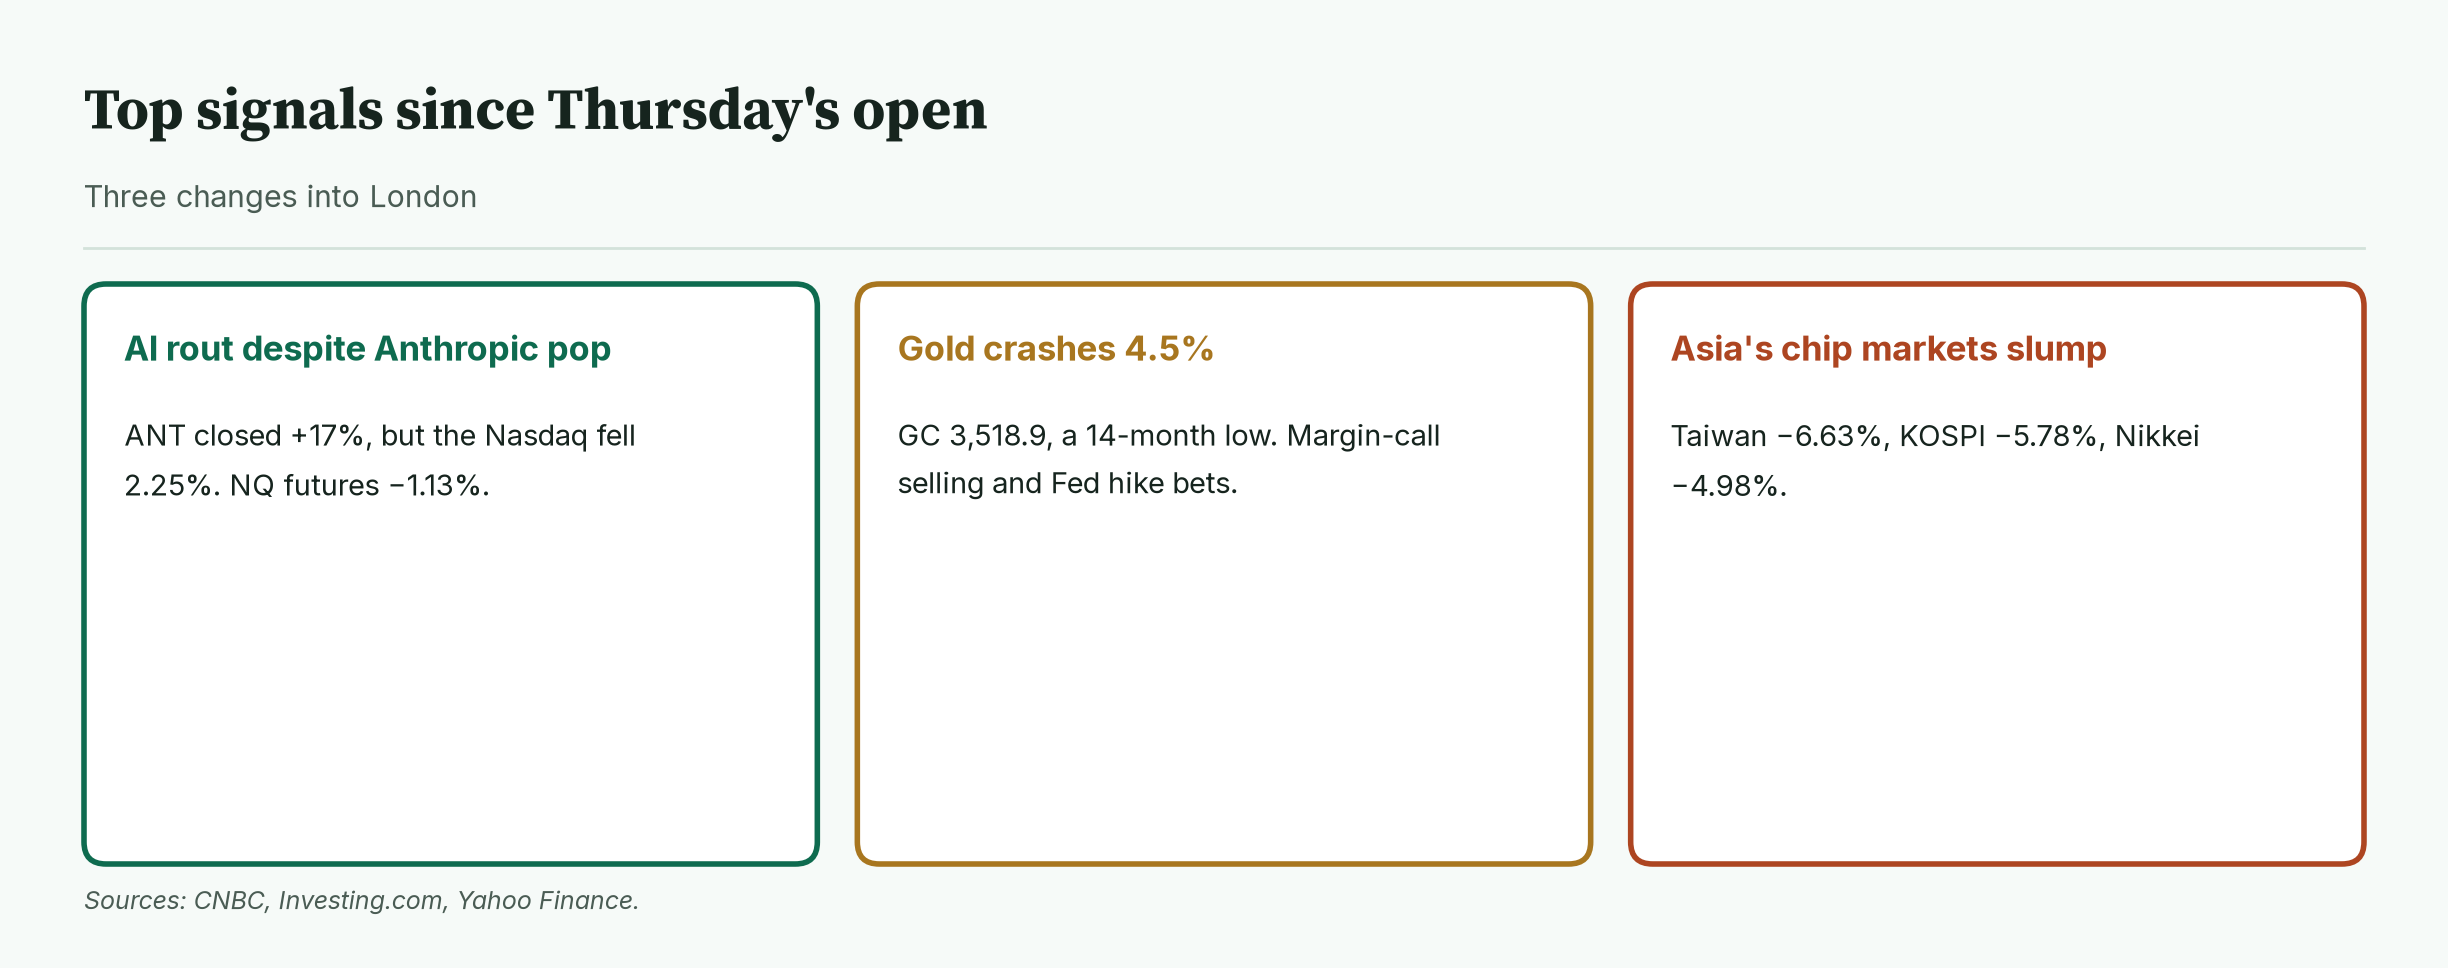 Top signals since Thursday's open
Three changes into London
AI rout despite Anthropic pop
ANT closed +17%, but the Nasdaq fell
2.25%. NQ futures −1.13%.
Gold crashes 4.5%
GC 3,518.9, a 14-month low. Margin-call
selling and Fed hike bets.
Asia's chip markets slump
Taiwan −6.63%, KOSPI −5.78%, Nikkei
−4.98%.
Sources: CNBC, Investing.com, Yahoo Finance.